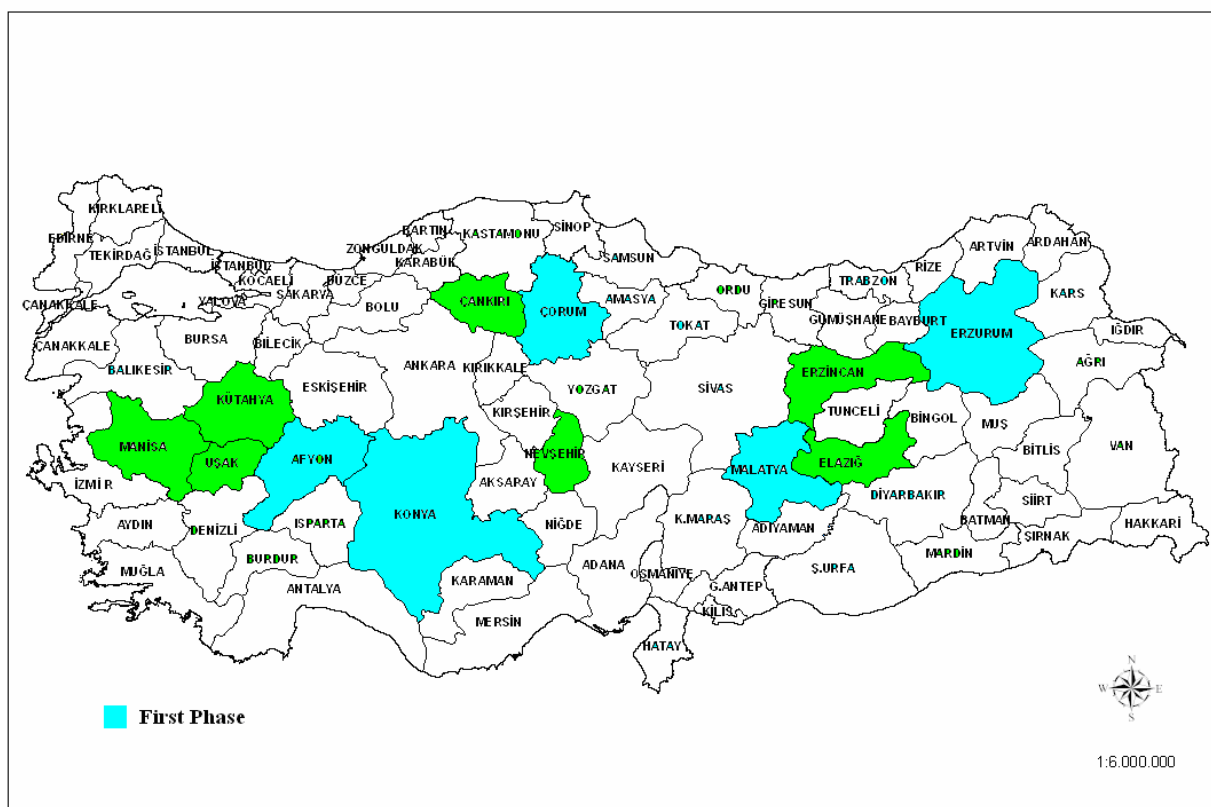 KIRKLARELİ
EDİRNE
TEKİRDAĞ
İSTANBUL
İSTANBUL
KOCAELİ
YALOVA
SAKARYA
DÜZCE
ZONGULDAK
BARTIN
KARABÜK
KASTAMONU
SİNOP
SAMSUN
ÇANKIRI
ÇORUM
AMASYA
ORDU
GİRESUN
TRABZON
RİZE
ARTVİN
ARDAHAN
KARS
GÜMÜŞHANE
BAYBURT
ERZURUM
IĞDIR
AĞRI
ÇANAKKALE
ÇANAKKALE
BALIKESİR
BURSA
BİLECİK
BOLU
ESKİŞEHİR
ANKARA
KIRIKKALE
YOZGAT
TOKAT
SİVAS
ERZİNCAN
TUNCELİ
BİNGOL
MUŞ
BİTLİS
VAN
KÜTAHYA
MANİSA
UŞAK
AFYON
KIRŞEHİR
NEVŞEHİR
KAYSERİ
MALATYA
ELAZIĞ
DİYARBAKIR
SİİRT
BATMAN
ŞIRNAK
HAKKARİ
İZMİR
AYDIN
DENİZLİ
ISPARTA
KONYA
AKSARAY
NİĞDE
K.MARAŞ
ADIYAMAN
MARDİN
MUĞLA
BURDUR
ANTALYA
KARAMAN
MERSİN
ADANA
OSMANİYE
G.ANTEP
Ş.URFA
KİLİS
HATAY
N
W E
S
First Phase
1:6.000.000